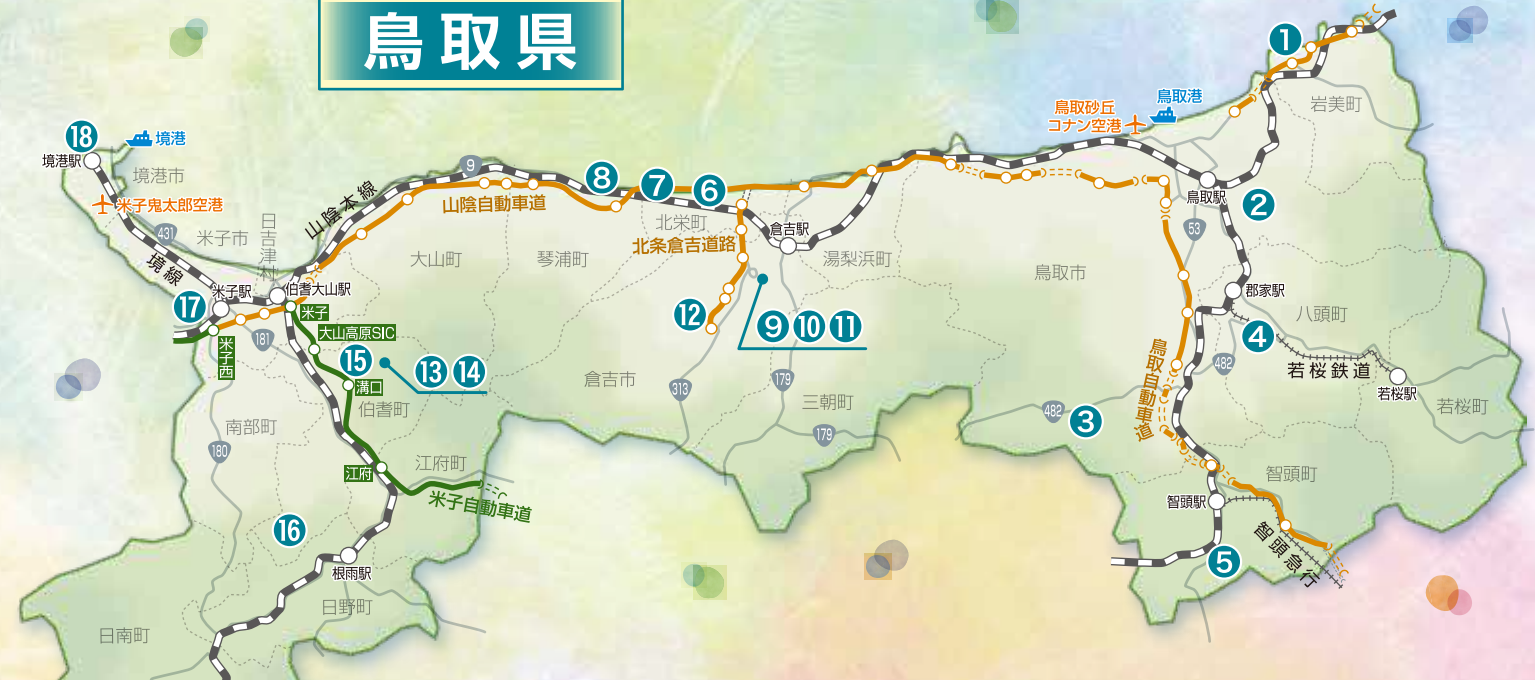 鳥取県
①
岩美町
鳥取港
鳥取砂丘
コナン空港
⑱
境港
境港駅
境港市
米子鬼太郎空港
431
米子市
日吉津村
境線
山陰本線
9
山陰自動車道
⑧
⑦
⑥
北栄町
北条倉吉道路
倉吉駅
湯梨浜町
大山町
琴浦町
鳥取市
鳥取駅
②
53
郡家駅
八頭町
④
482
若桜鉄道
若桜駅
若桜町
鳥取自動車道
⑰
米子駅
伯耆大山駅
米子
大山高原SIC
181
米子西
⑮
⑬ ⑭
溝口
伯耆町
⑫
⑨ ⑩ ⑪
倉吉市
313
179
三朝町
179
482
③
南部町
180
江府
江府町
米子自動車道
智頭町
智頭駅
智頭急行
⑤
⑯
根雨駅
日野町
日南町